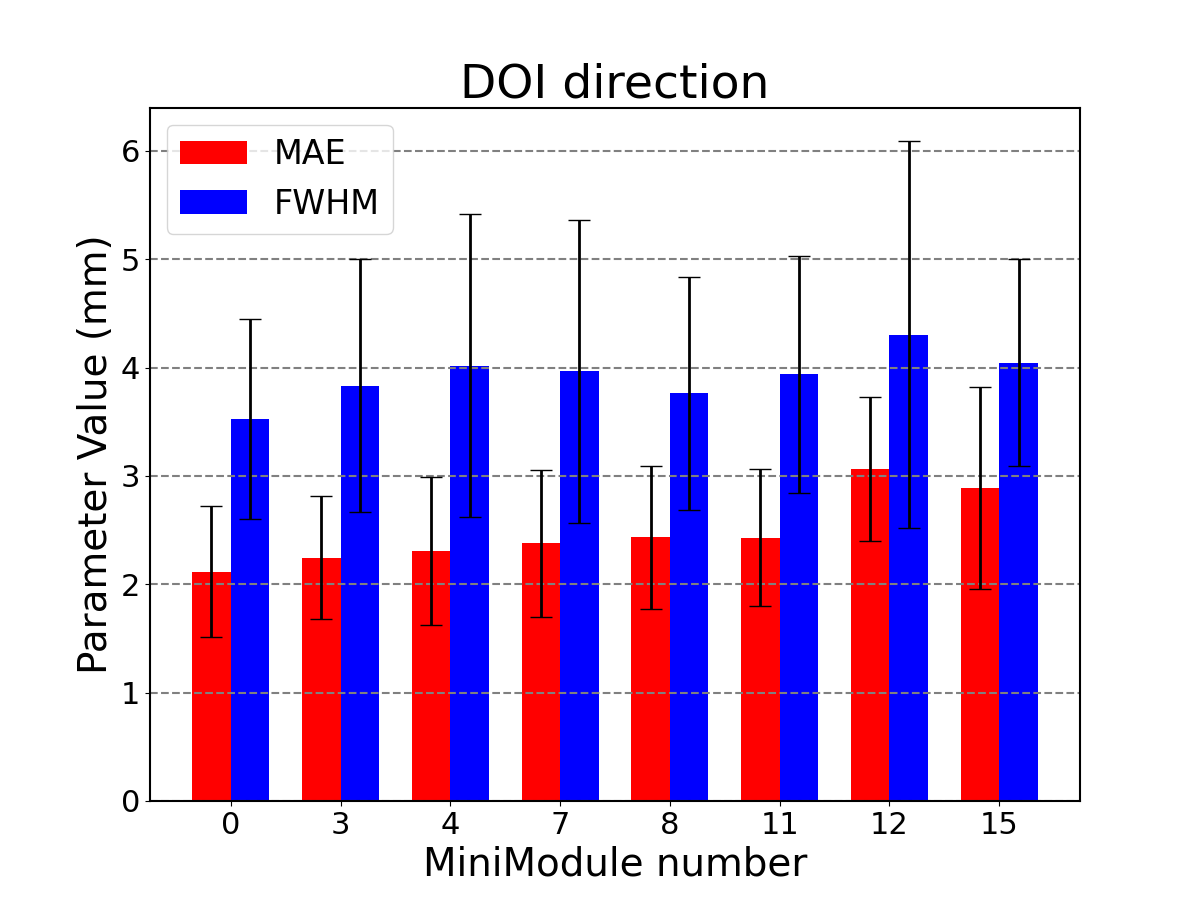 DOI direction
MAE
FWHM
Parameter Value (mm)
6
5
4
3
2
1
0
0 3 4 7 8 11 12 15
MiniModule number